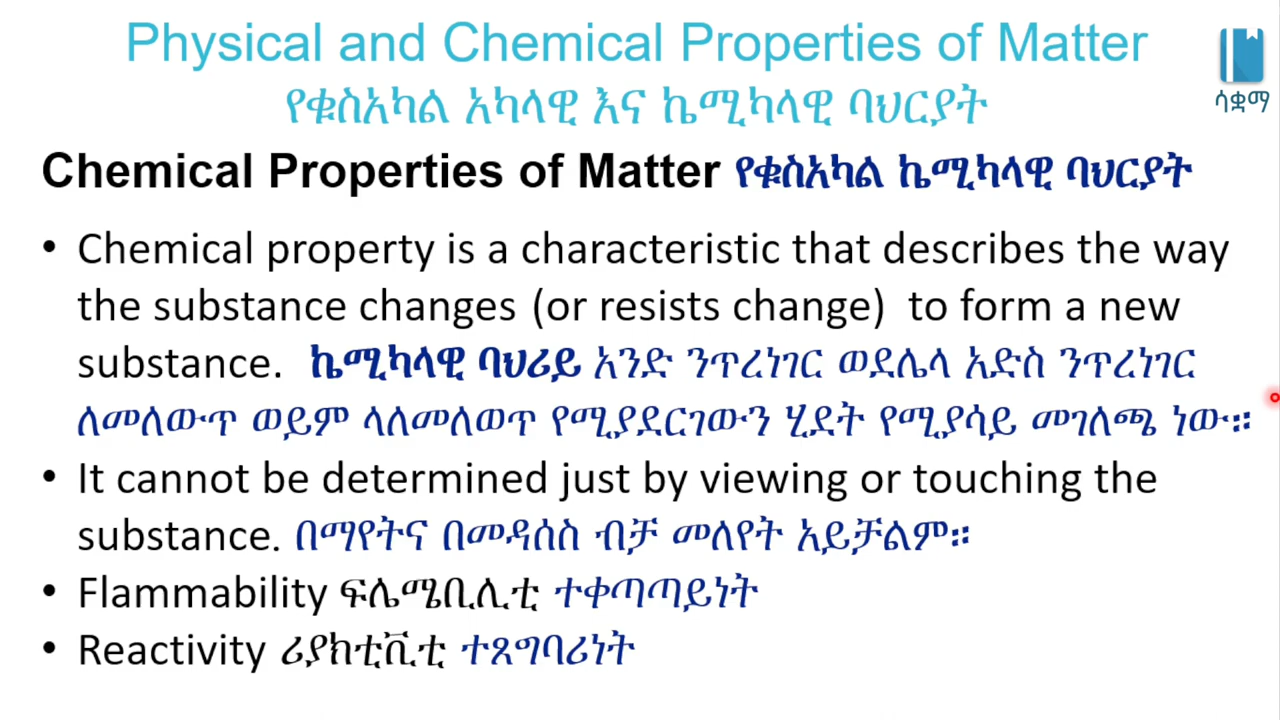 Physical and Chemical Properties of Matter
የቁስአካል አካላዊ እና ኬሚካላዊ ባህርያት
ሳቋማ
Chemical Properties of Matter የቁስአካል ኬሚካላዊ ባህርያት
• Chemical property is a characteristic that describes the way
the substance changes (or resists change) to form a new
substance. ኬሚካላዊ ባህሪይ አንድ ንጥረነገር ወደሌላ አድስ ንጥረነገር
ለመለውጥ ወይም ላለመለወጥ የሚያደርገውን ሂደት የሚያሳይ መገለጫ ነው።
• It cannot be determined just by viewing or touching the
substance. በማየትና በመዳሰስ ብቻ መለየት አይቻልም።
• Flammability ፍሌሜቢሊቲ ተቀጣጣይነት
• Reactivity ሪያክቲቪቲ ተጸግባሪነት